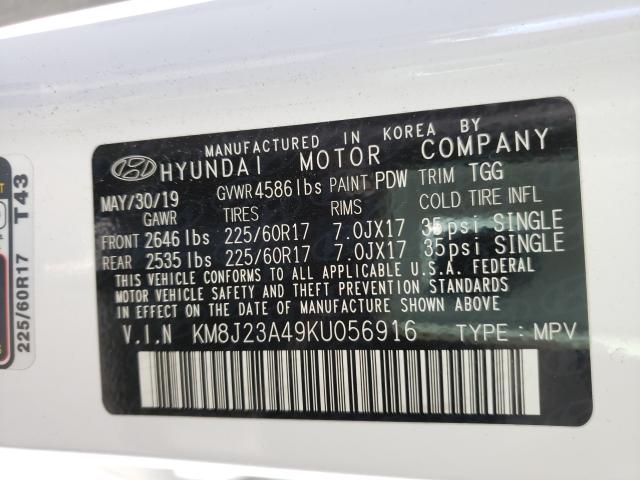 MANUFACTURED IN KOREA BY
HYUNDAI MOTOR COMPANY
MAY/30/19 GVWR 4586 lbs PAINT PDW TRIM TGG
GAWR TIRES RIMS COLD TIRE INFL
FRONT 2646 lbs 225/60R17 7.0JX17 35psi SINGLE
REAR 2535 lbs 225/60R17 7.0JX17 35psi SINGLE
THIS VEHICLE CONFORMS TO ALL APPLICABLE U.S.A. FEDERAL
MOTOR VEHICLE SAFETY AND THEFT PREVENTION STANDARDS
IN EFFECT ON THE DATE OF MANUFACTURE SHOWN ABOVE.
V.I.N KM8J23A49KU056916 TYPE : MPV
225/60R17 T43